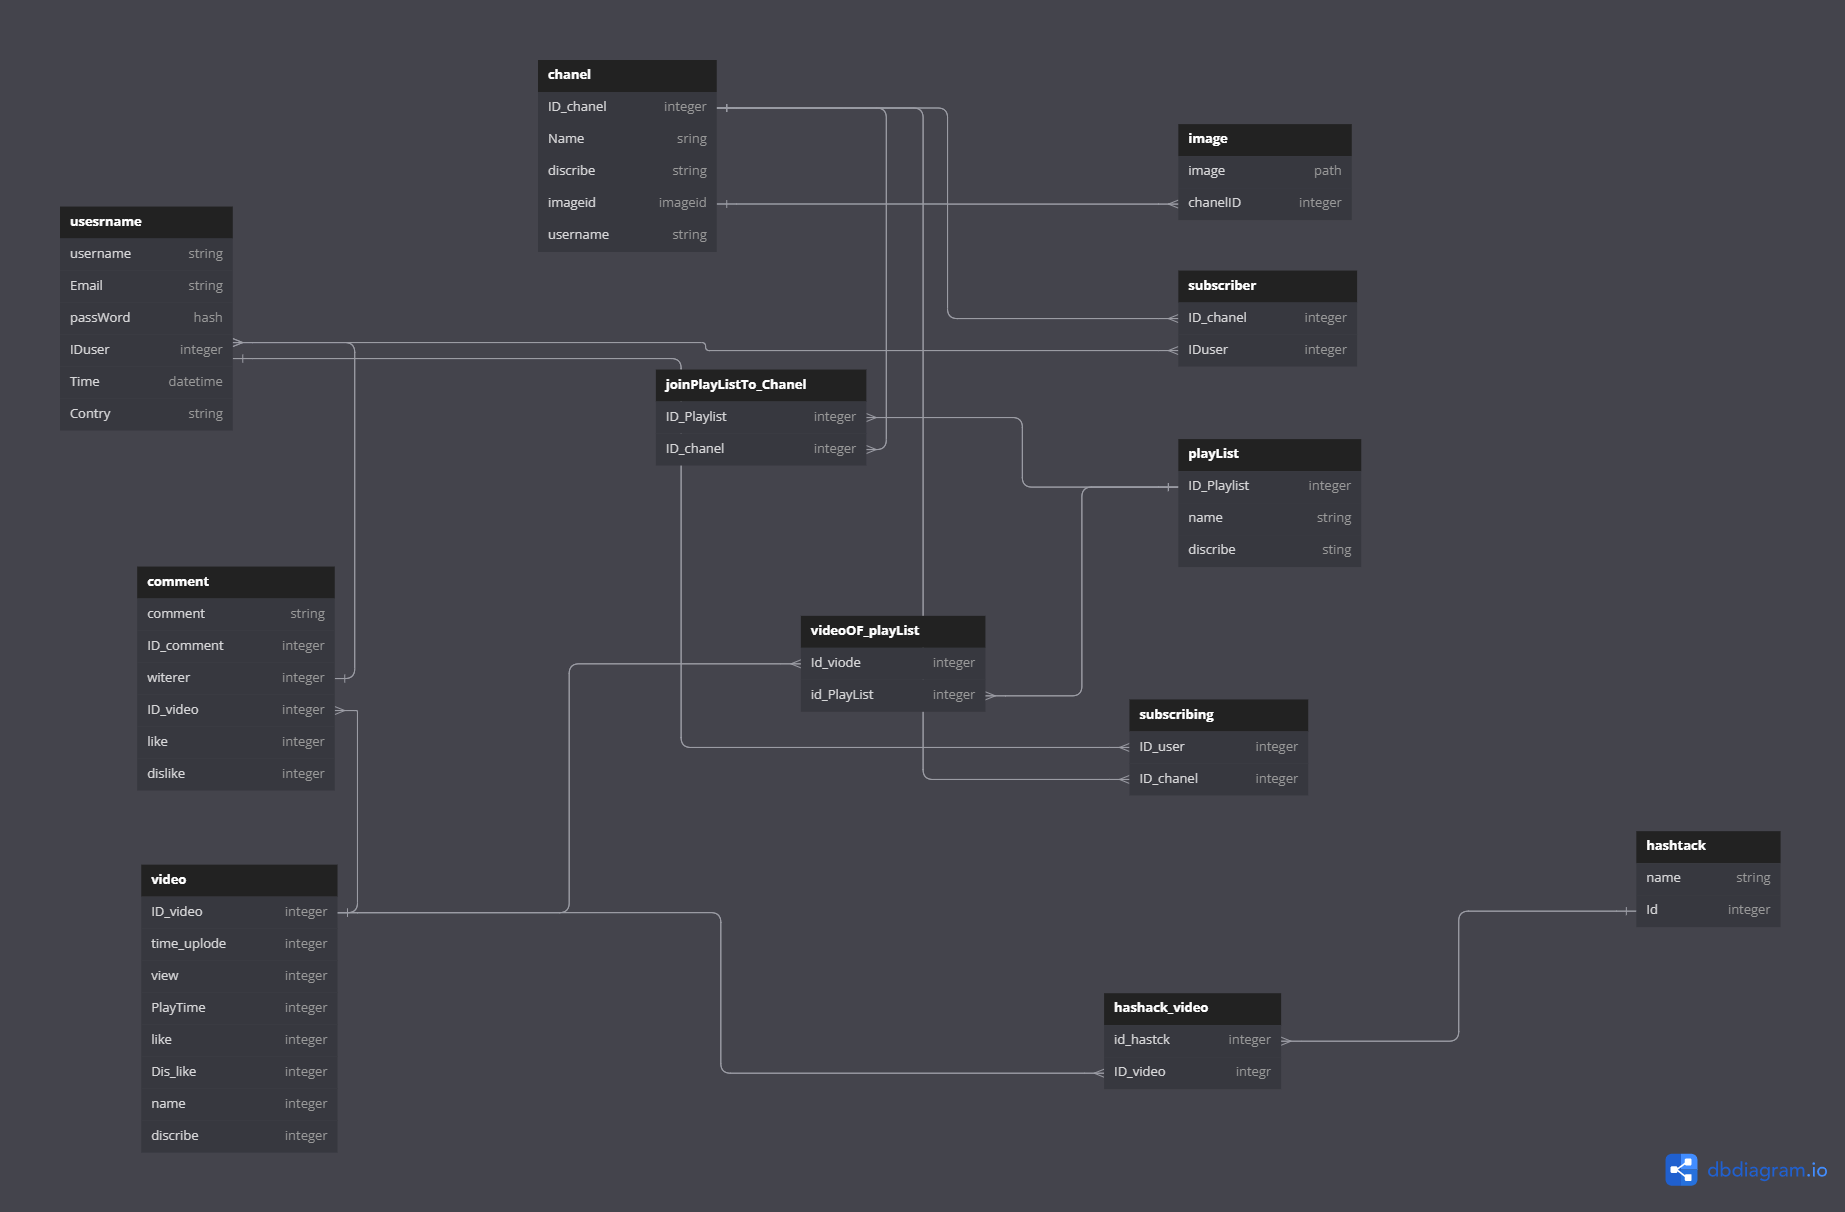 chanel
ID_chanel integer
Name sring
discribe string
imageid imageid
username string
image
image path
chanelID integer
usesrname
username string
Email string
passWord hash
IDuser integer
Time datetime
Contry string
subscriber
ID_chanel integer
IDuser integer
joinPlayListTo_Chanel
ID_Playlist integer
ID_chanel integer
playList
ID_Playlist integer
name string
discribe sting
comment
comment string
ID_comment integer
witerer integer
ID_video integer
like integer
dislike integer
videoOF_playList
Id_viode integer
id_PlayList integer
subscribing
ID_user integer
ID_chanel integer
hashtack
name string
Id integer
video
ID_video integer
time_uplode integer
view integer
PlayTime integer
like integer
Dis_like integer
name integer
discribe integer
hashack_video
id_hastck integer
ID_video integr
dbdiagram.io